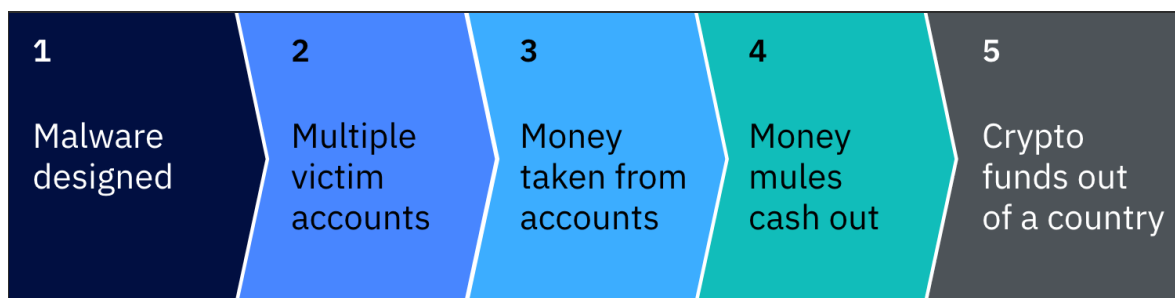 1
Malware
designed
2
Multiple
victim
accounts
3
Money
taken from
accounts
4
Money
mules
cash out
5
Crypto
funds out
of a country